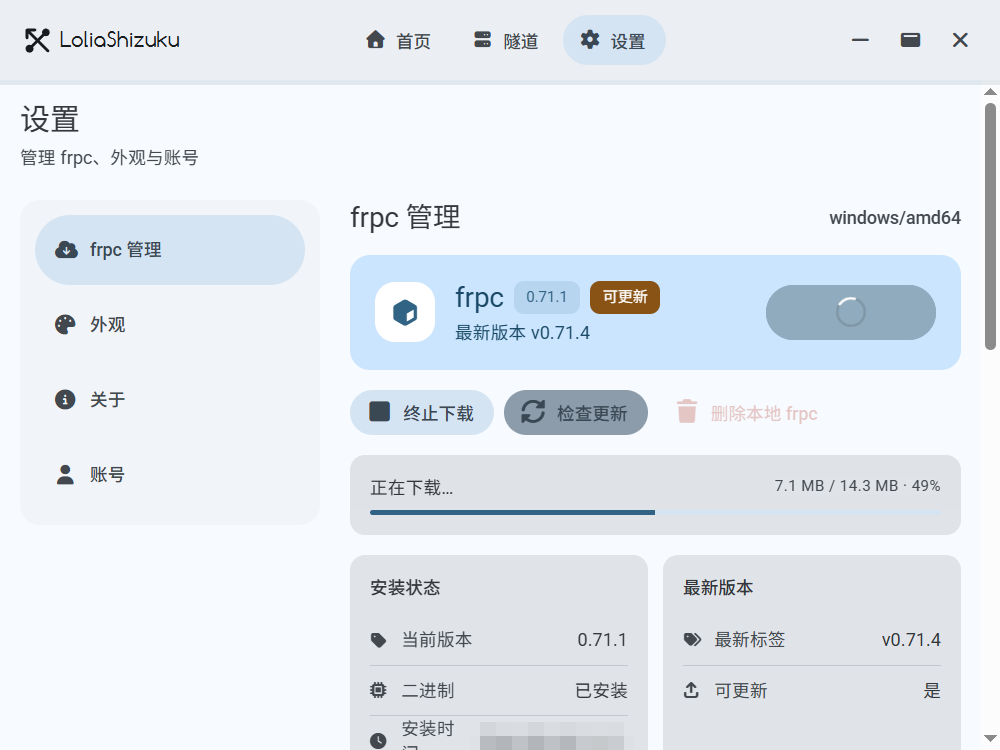 LoliaShizuku
首页
隧道
设置
设置
管理 frpc、外观与账号
frpc 管理
外观
关于
账号
frpc 管理
windows/amd64
frpc
0.71.1
可更新
最新版本 v0.71.4
终止下载
检查更新
删除本地 frpc
正在下载...
7.1 MB / 14.3 MB · 49%
安装状态
当前版本
0.71.1
二进制
已安装
安装时
间
最新版本
最新标签
v0.71.4
可更新
是